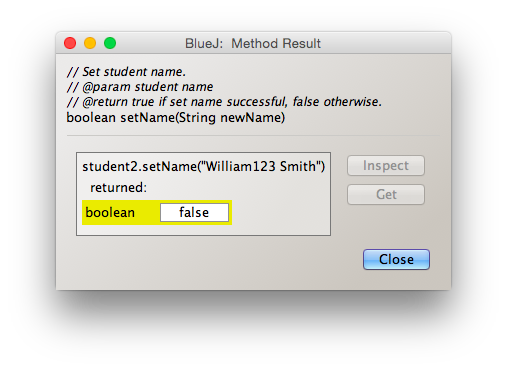 BlueJ: Method Result
// Set student name.
// @param student name
// @return true if set name successful, false otherwise.
boolean setName(String newName)
student2.setName("William123 Smith")
returned:
boolean false
Inspect
Get
Close